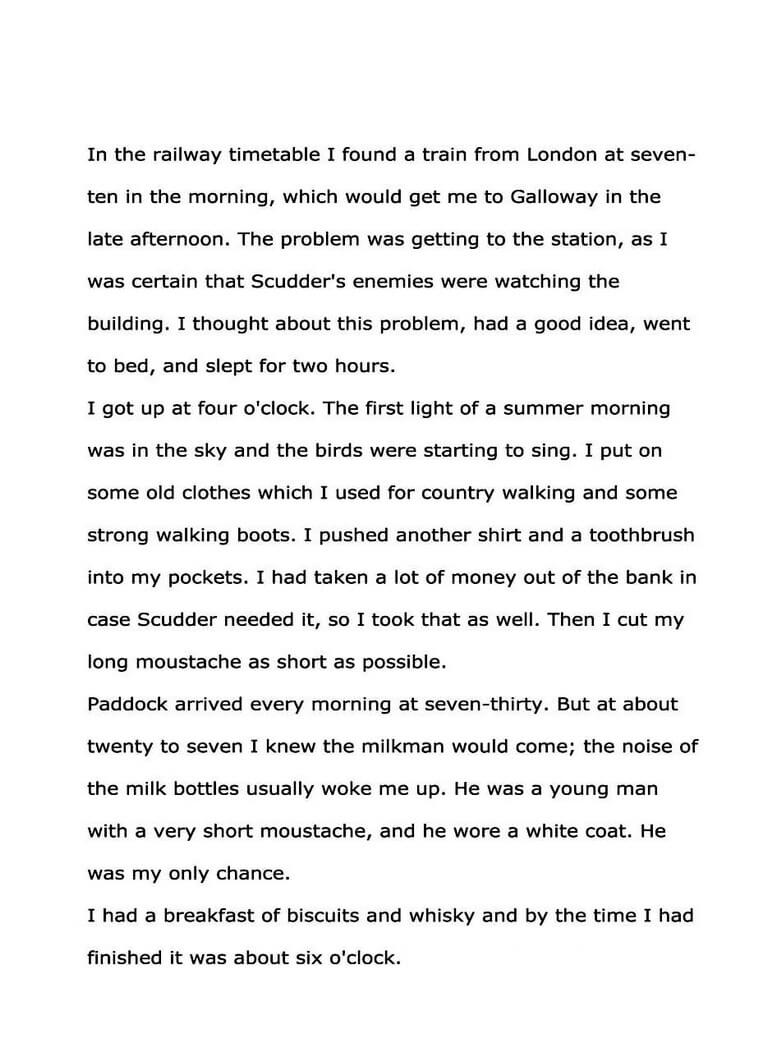 In the railway timetable I found a train from London at seven-
ten in the morning, which would get me to Galloway in the
late afternoon. The problem was getting to the station, as I
was certain that Scudder's enemies were watching the
building. I thought about this problem, had a good idea, went
to bed, and slept for two hours.
I got up at four o'clock. The first light of a summer morning
was in the sky and the birds were starting to sing. I put on
some old clothes which I used for country walking and some
strong walking boots. I pushed another shirt and a toothbrush
into my pockets. I had taken a lot of money out of the bank in
case Scudder needed it, so I took that as well. Then I cut my
long moustache as short as possible.
Paddock arrived every morning at seven-thirty. But at about
twenty to seven I knew the milkman would come; the noise of
the milk bottles usually woke me up. He was a young man
with a very short moustache, and he wore a white coat. He
was my only chance.
I had a breakfast of biscuits and whisky and by the time I had
finished it was about six o'clock.